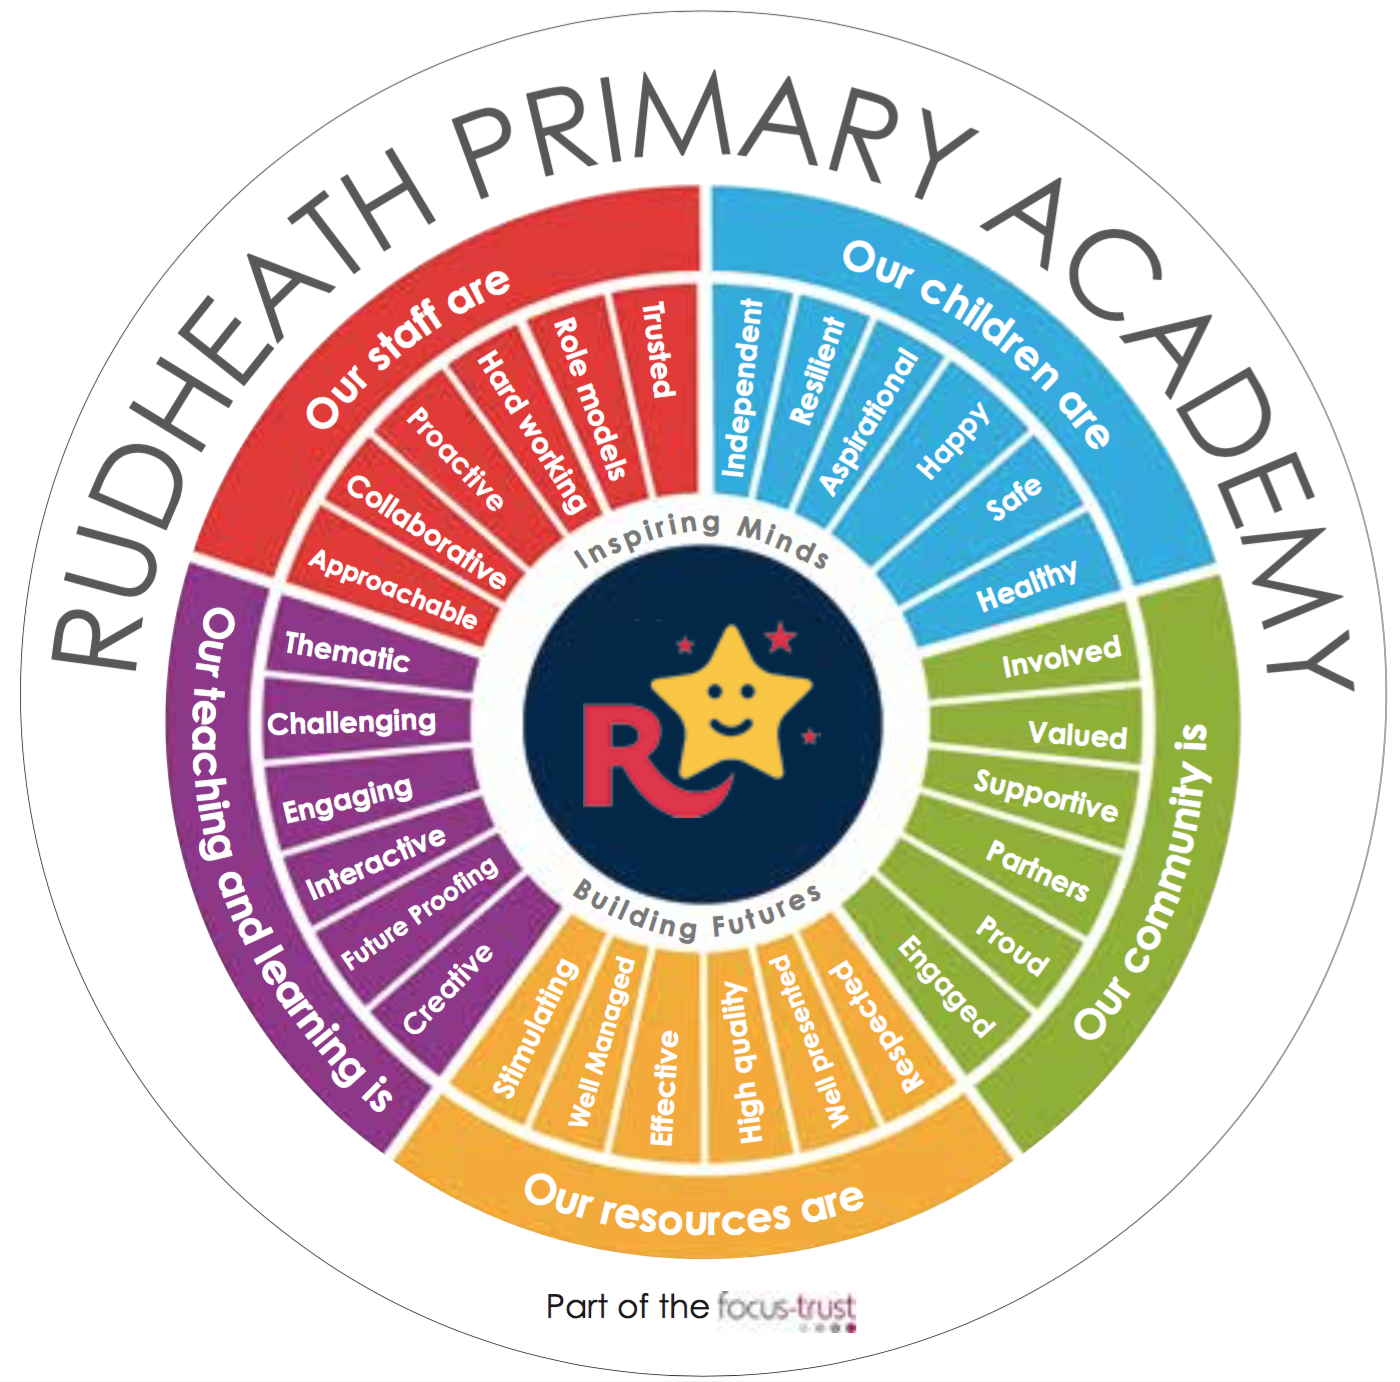 RUDHEATH PRIMARY ACADEMY
Our children are
Independent
Resilient
Aspirational
Happy
Safe
Healthy
Our community is
Involved
Valued
Supportive
Partners
Proud
Engaged
Our resources are
Respected
Well presented
High quality
Effective
Well Managed
Stimulating
Our teaching and learning is
Creative
Future Proofing
Interactive
Engaging
Challenging
Thematic
Our staff are
Approachable
Collaborative
Proactive
Hard working
Role models
Trusted
Inspiring Minds
R
Building Futures
Part of the focus-trust